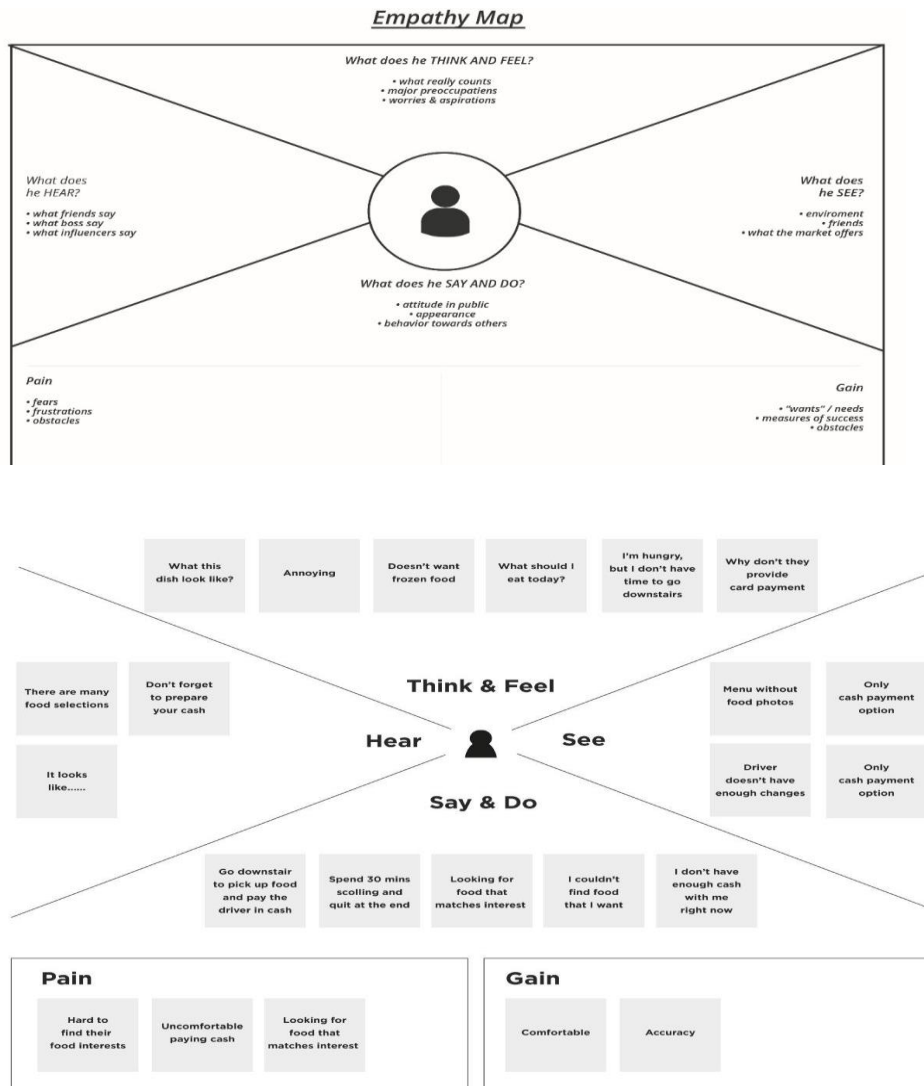 Empathy Map
What does he THINK AND FEEL?
• what really counts
• major preoccupatiens
• worries & aspirations
What does
he HEAR?
• what friends say
• what boss say
• what influencers say
What does
he SEE?
• enviroment
• friends
• what the market offers
What does he SAY AND DO?
• attitude in public
• appearance
• behavior towards others
Pain
• fears
• frustrations
• obstacles
Gain
• "wants" / needs
• measures of success
• obstacles
What this
dish look like?
Annoying
Doesn't want
frozen food
What should I
eat today?
I'm hungry,
but I don't have
time to go
downstairs
Why don't they
provide
card payment
Think & Feel
There are many
food selections
Don't forget
to prepare
your cash
It looks
like......
Hear
See
Menu without
food photos
Only
cash payment
option
Driver
doesn't have
enough changes
Only
cash payment
option
Say & Do
Go downstair
to pick up food
and pay the
driver in cash
Spend 30 mins
scolling and
quit at the end
Looking for
food that
matches interest
I couldn't
find food
that I want
I don't have
enough cash
with me
right now
Pain
Hard to
find their
food interests
Uncomfortable
paying cash
Looking for
food that
matches interest
Gain
Comfortable
Accuracy